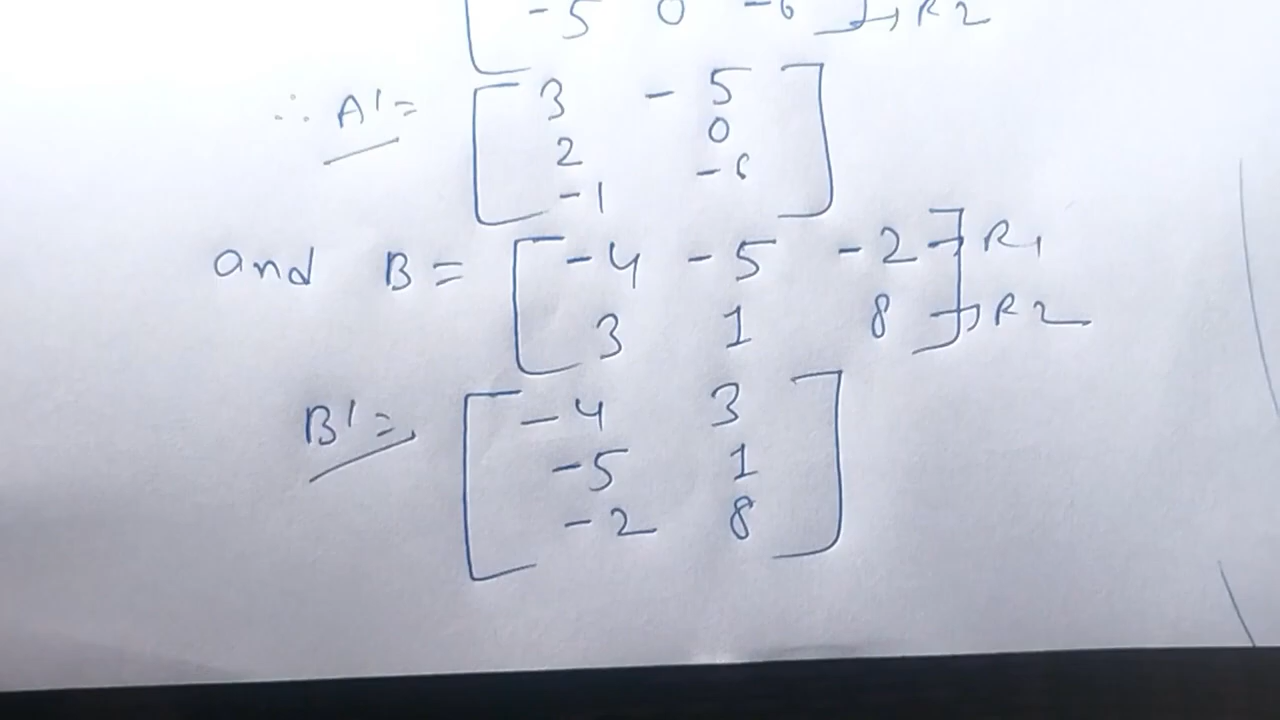 -5 0 -6 → R2
∴ A' = [ 3 -5
2 0
-1 -6 ]
and B = [ -4 -5 -2 ] → R1
3 1 8 → R2
B' = [ -4 3
-5 1
-2 8 ]